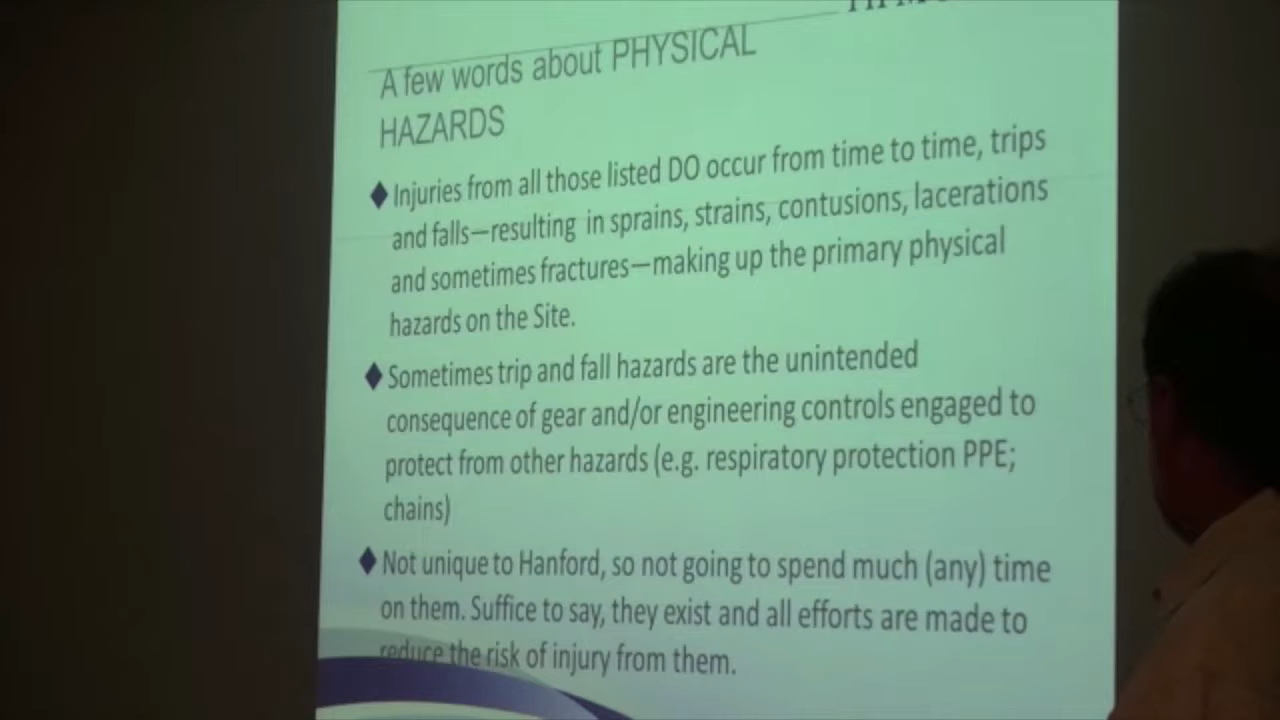 A few words about PHYSICAL
HAZARDS
Injuries from all those listed DO occur from time to time, trips
and falls—resulting in sprains, strains, contusions, lacerations
and sometimes fractures—making up the primary physical
hazards on the Site.
Sometimes trip and fall hazards are the unintended
consequence of gear and/or engineering controls engaged to
protect from other hazards (e.g. respiratory protection PPE;
chains)
Not unique to Hanford, so not going to spend much (any) time
on them. Suffice to say, they exist and all efforts are made to
reduce the risk of injury from them.